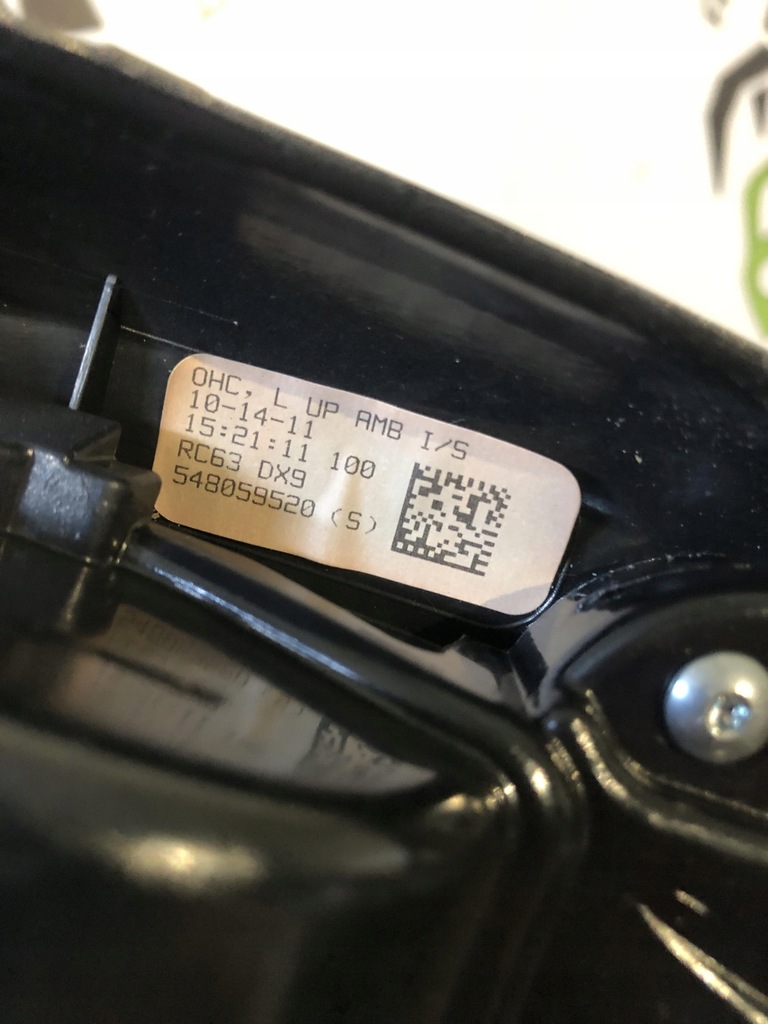 OHC, L UP AMB I/S
10-14-11
15:21:11 100
RC63 DX9
548059520 (S)